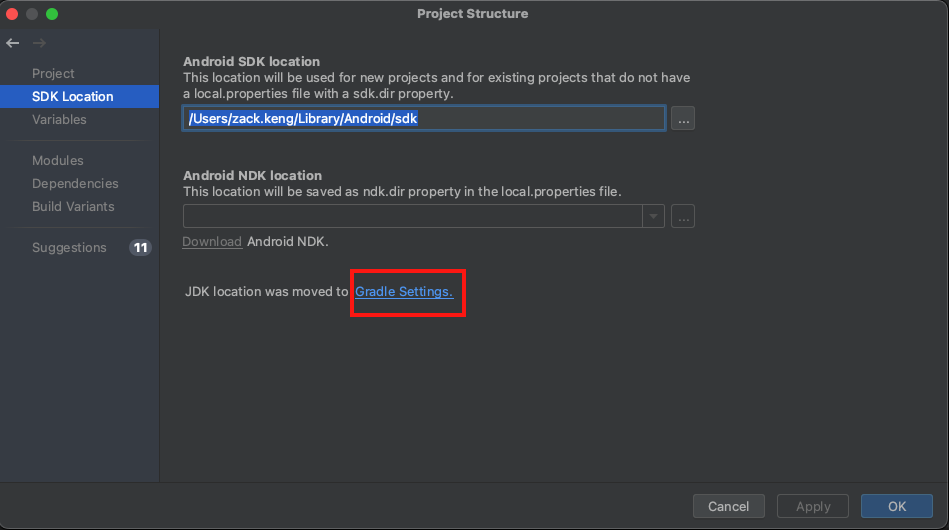 Project Structure
Project
SDK Location
Variables
Modules
Dependencies
Build Variants
Suggestions 11
Android SDK location
This location will be used for new projects and for existing projects that do not have
a local.properties file with a sdk.dir property.
/Users/zack.keng/Library/Android/sdk
...
Android NDK location
This location will be saved as ndk.dir property in the local.properties file.
...
Download Android NDK.
JDK location was moved to Gradle Settings.
Cancel Apply OK